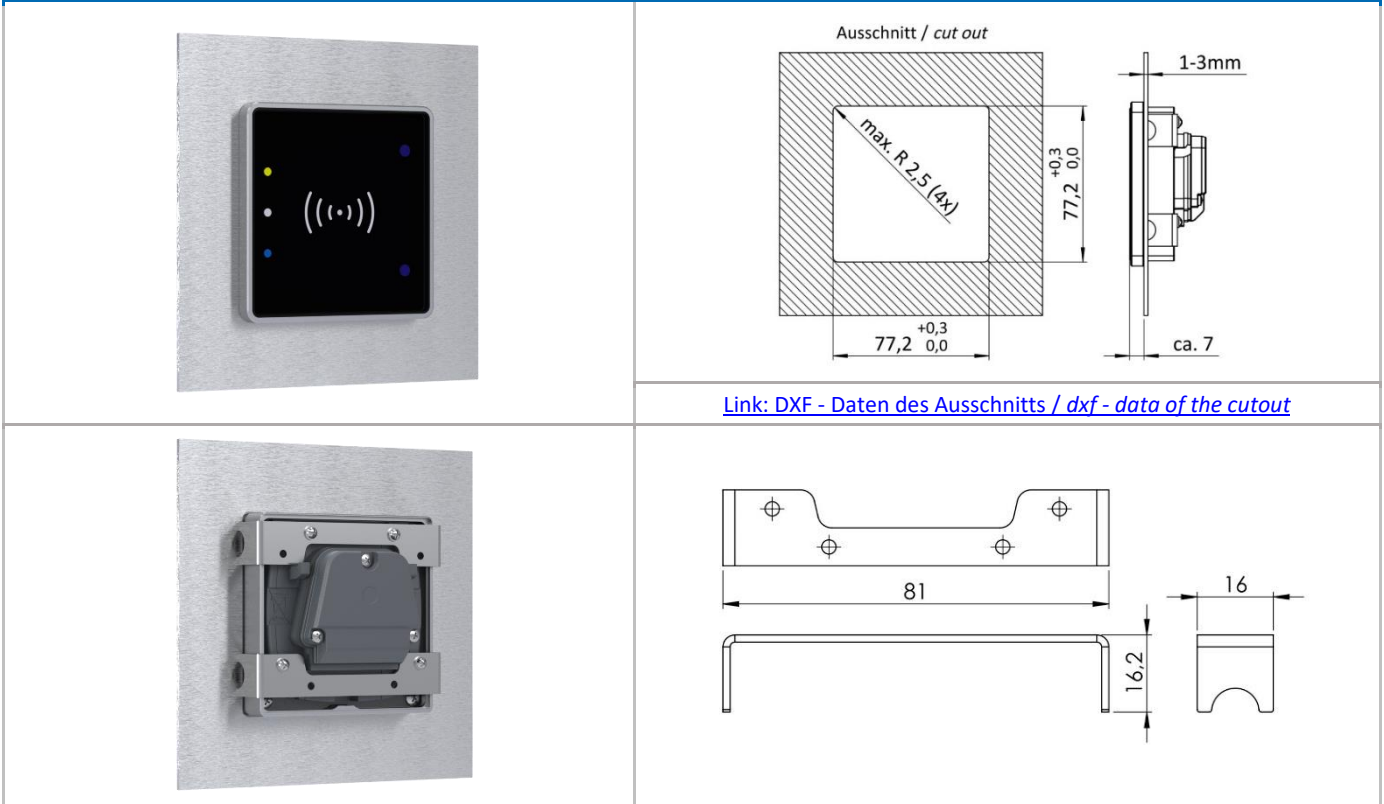 Ausschnitt / cut out
1-3mm
max. R 2,5 (4x)
77,2 +0,3 0,0
77,2 +0,3 0,0
ca. 7
Link: DXF - Daten des Ausschnitts / dxf - data of the cutout
81
16
16,2